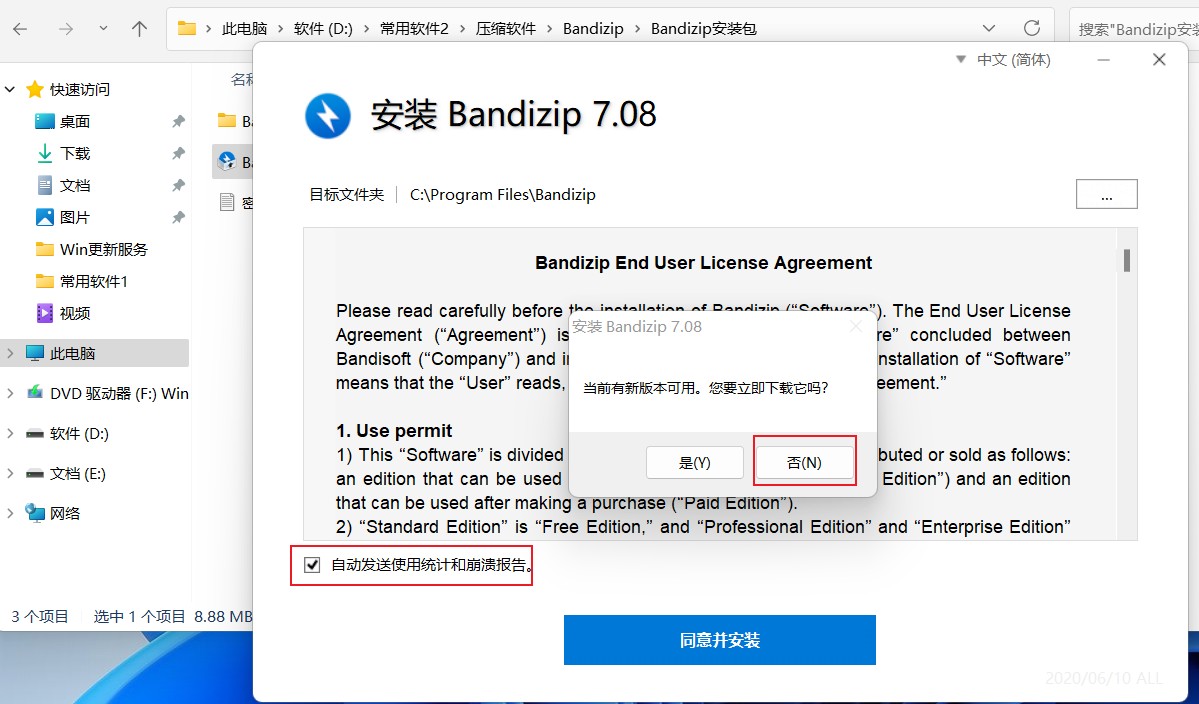 此电脑 > 软件 (D:) > 常用软件2 > 压缩软件 > Bandizip > Bandizip安装包
搜索"Bandizip安装
中文 (简体)
快速访问
桌面
下载
文档
图片
Win更新服务
常用软件1
视频
此电脑
DVD 驱动器 (F:) Win
软件 (D:)
文档 (E:)
网络
3 个项目 选中 1 个项目 8.88 MB
安装 Bandizip 7.08
目标文件夹 C:\Program Files\Bandizip
...
Bandizip End User License Agreement
Please read carefully before the installation of Bandizip (“Software”). The End User License
Agreement (“Agreement”) is e” concluded between
Bandisoft (“Company”) and in nstallation of “Software”
means that the “User” reads, eement.”
1. Use permit
1) This “Software” is divided buted or sold as follows:
an edition that can be used Edition”) and an edition
that can be used after making a purchase (“Paid Edition”).
2) “Standard Edition” is “Free Edition,” and “Professional Edition” and “Enterprise Edition”
安装 Bandizip 7.08
当前有新版本可用。您要立即下载它吗?
是(Y) 否(N)
自动发送使用统计和崩溃报告。
同意并安装
2020/06/10 ALL